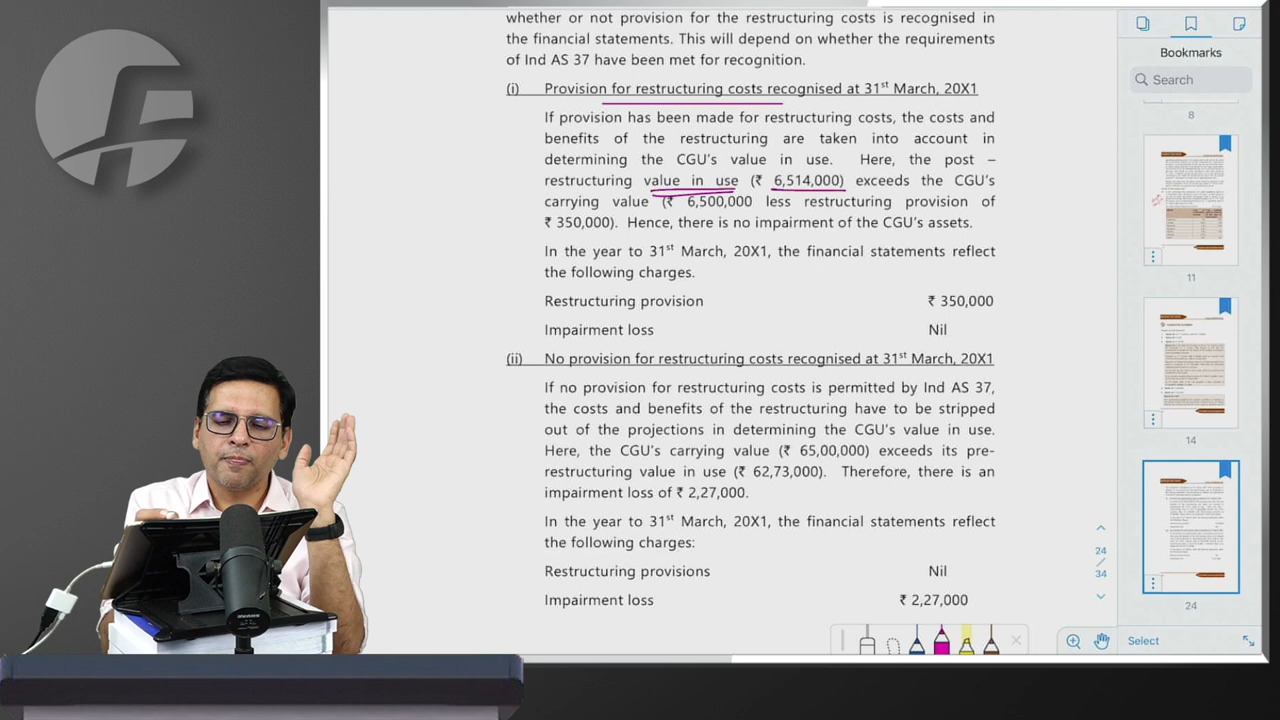 whether or not provision for the restructuring costs is recognised in
the financial statements. This will depend on whether the requirements
of Ind AS 37 have been met for recognition.
(i) Provision for restructuring costs recognised at 31st March, 20X1
If provision has been made for restructuring costs, the costs and
benefits of the restructuring are taken into account in
determining the CGU's value in use. Here, the post –
restructuring value in use (₹ 6,514,000) exceeds the CGU's
carrying value (₹ 6,500,000 less restructuring provision of
₹350,000). Hence, there is no impairment of the CGU's assets.
In the year to 31st March, 20X1, the financial statements reflect
the following charges.
Restructuring provision ₹ 350,000
Impairment loss Nil
(ii) No provision for restructuring costs recognised at 31st March, 20X1
If no provision for restructuring costs is permitted by Ind AS 37,
the costs and benefits of the restructuring have to be stripped
out of the projections in determining the CGU's value in use.
Here, the CGU's carrying value (₹ 65,00,000) exceeds its pre-
restructuring value in use (₹ 62,73,000). Therefore, there is an
impairment loss of ₹ 2,27,000.
In the year to 31st March, 20X1, the financial statements reflect
the following charges:
Restructuring provisions Nil
Impairment loss ₹ 2,27,000
Bookmarks
Search
8
11
14
24
24
/
34
Select